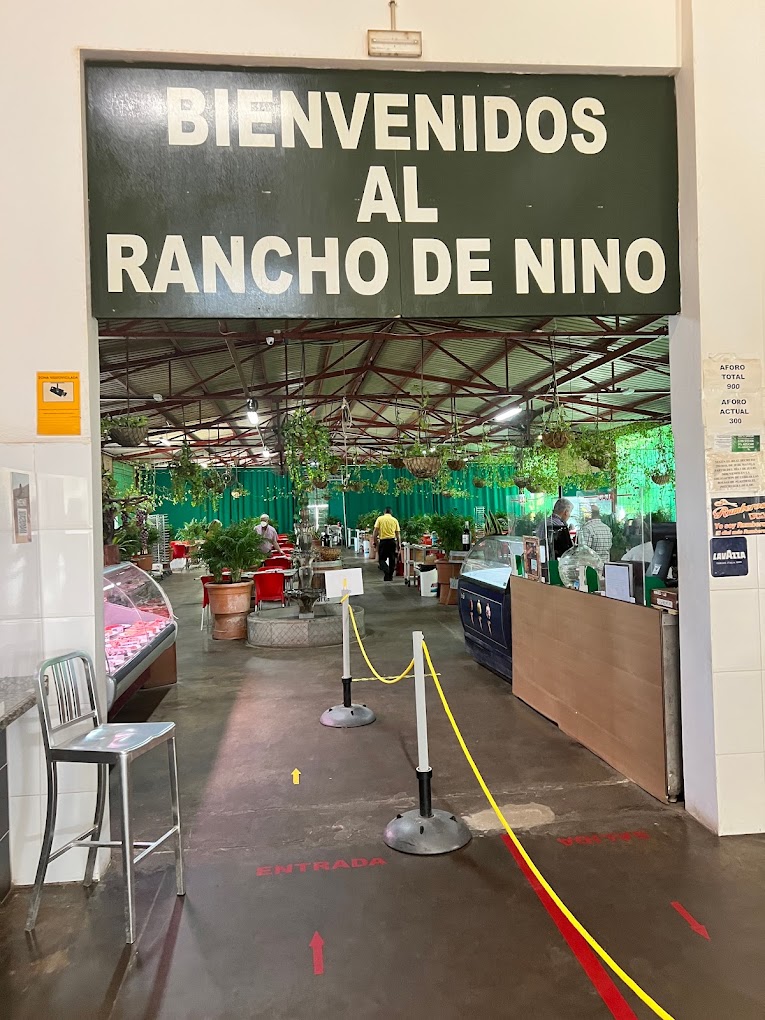 BIENVENIDOS
AL
RANCHO DE NINO
AFORO
TOTAL
900
AFORO
ACTUAL
300
LAVAZZA
ENTRADA